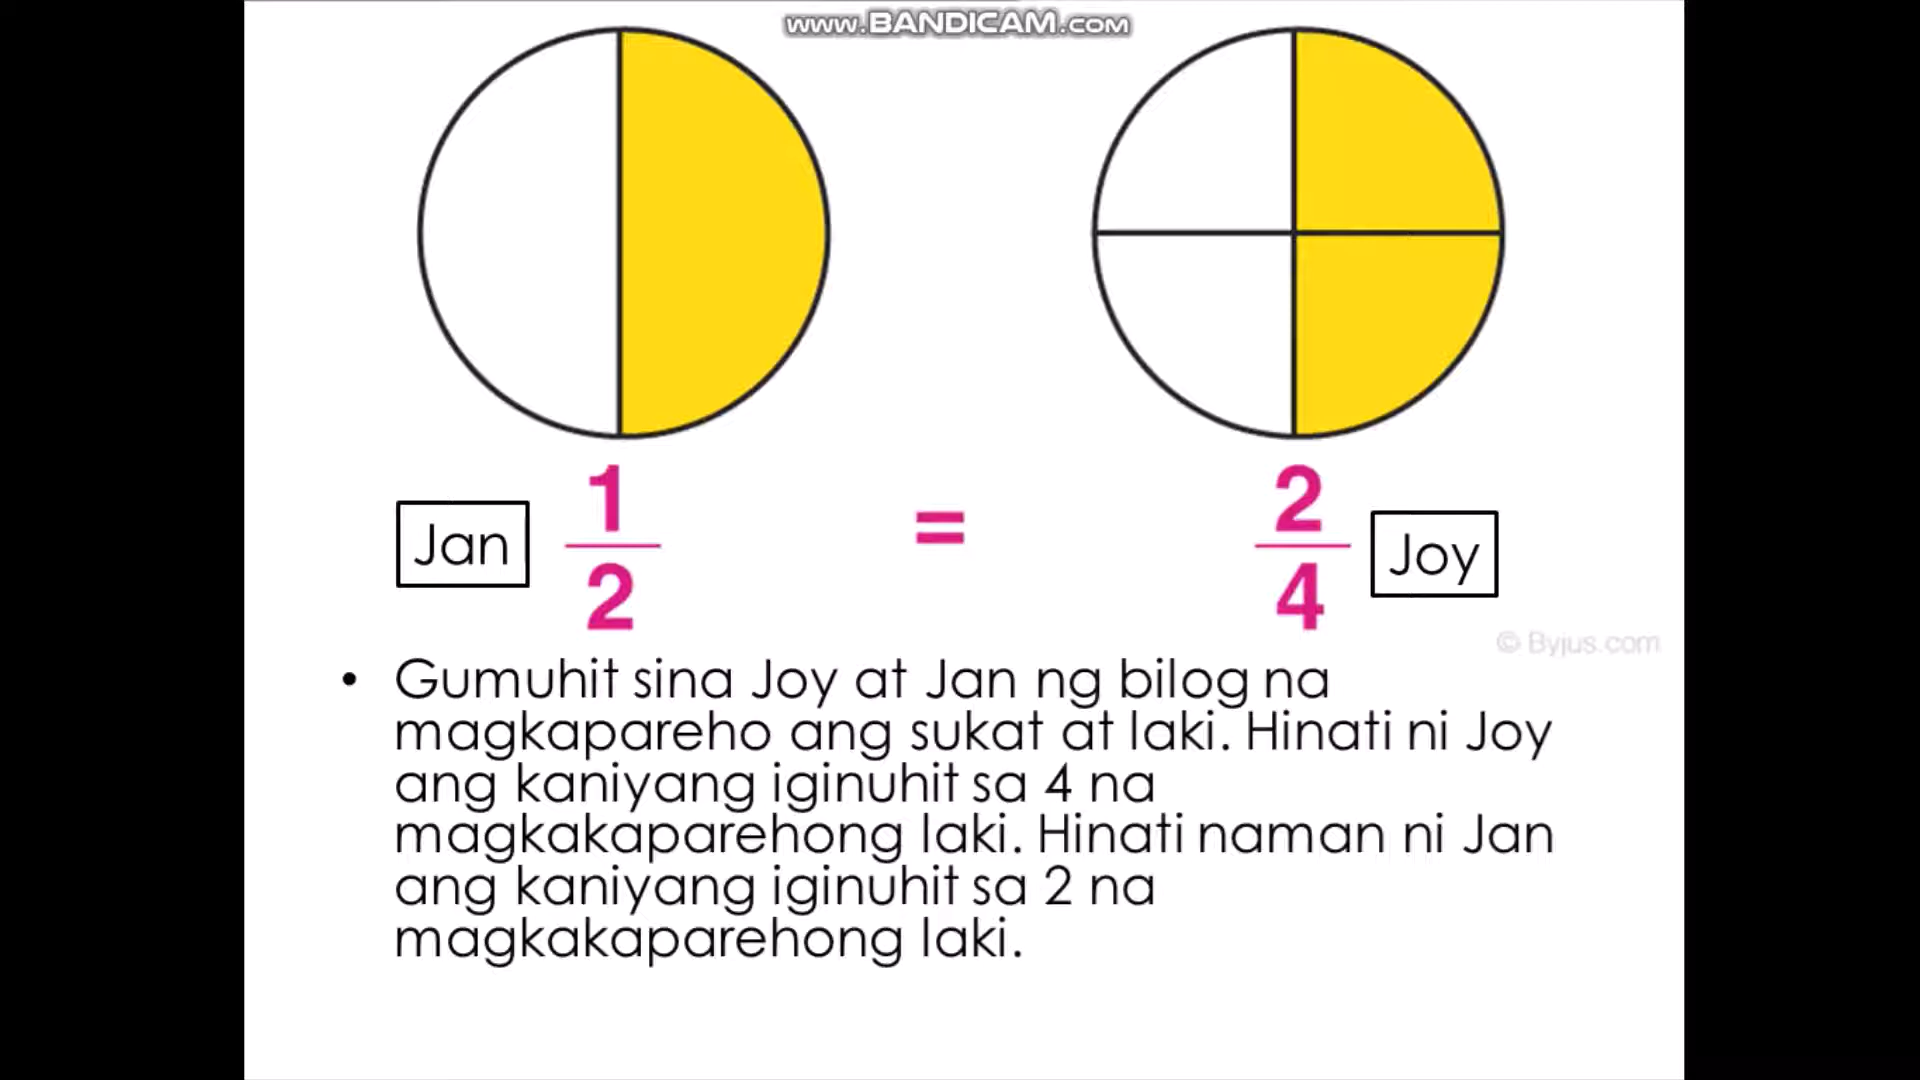 www.BANDICAM.com
1
2
=
2
4
Jan
Joy
© Byjus.com
• Gumuhit sina Joy at Jan ng bilog na
magkapareho ang sukat at laki. Hinati ni Joy
ang kaniyang iginuhit sa 4 na
magkakaparehong laki. Hinati naman ni Jan
ang kaniyang iginuhit sa 2 na
magkakaparehong laki.